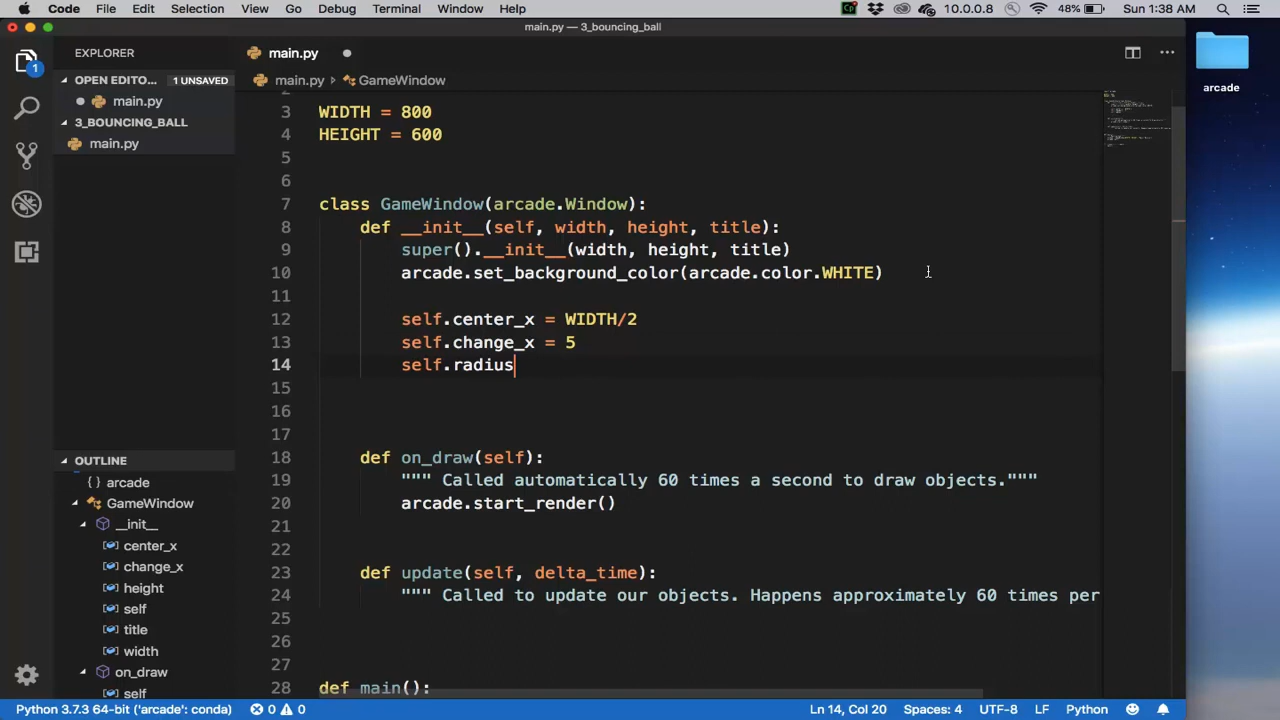 Code File Edit Selection View Go Debug Terminal Window Help 10.0.0.8 48% Sun 1:38 AM
main.py — 3_bouncing_ball
EXPLORER
main.py
OPEN EDITO... 1 UNSAVED
main.py
3_BOUNCING_BALL
main.py
1
main.py > GameWindow
arcade
2
3 WIDTH = 800
4 HEIGHT = 600
5
6
7 class GameWindow(arcade.Window):
8 def __init__(self, width, height, title):
9 super().__init__(width, height, title)
10 arcade.set_background_color(arcade.color.WHITE)
11
12 self.center_x = WIDTH/2
13 self.change_x = 5
14 self.radius
15
16
17
18 def on_draw(self):
19 """ Called automatically 60 times a second to draw objects."""
20 arcade.start_render()
21
22
23 def update(self, delta_time):
24 """ Called to update our objects. Happens approximately 60 times per
25
26
27
28 def main():
OUTLINE
arcade
GameWindow
__init__
center_x
change_x
height
self
title
width
on_draw
self
Python 3.7.3 64-bit ('arcade': conda) 0 0 Ln 14, Col 20 Spaces: 4 UTF-8 LF Python